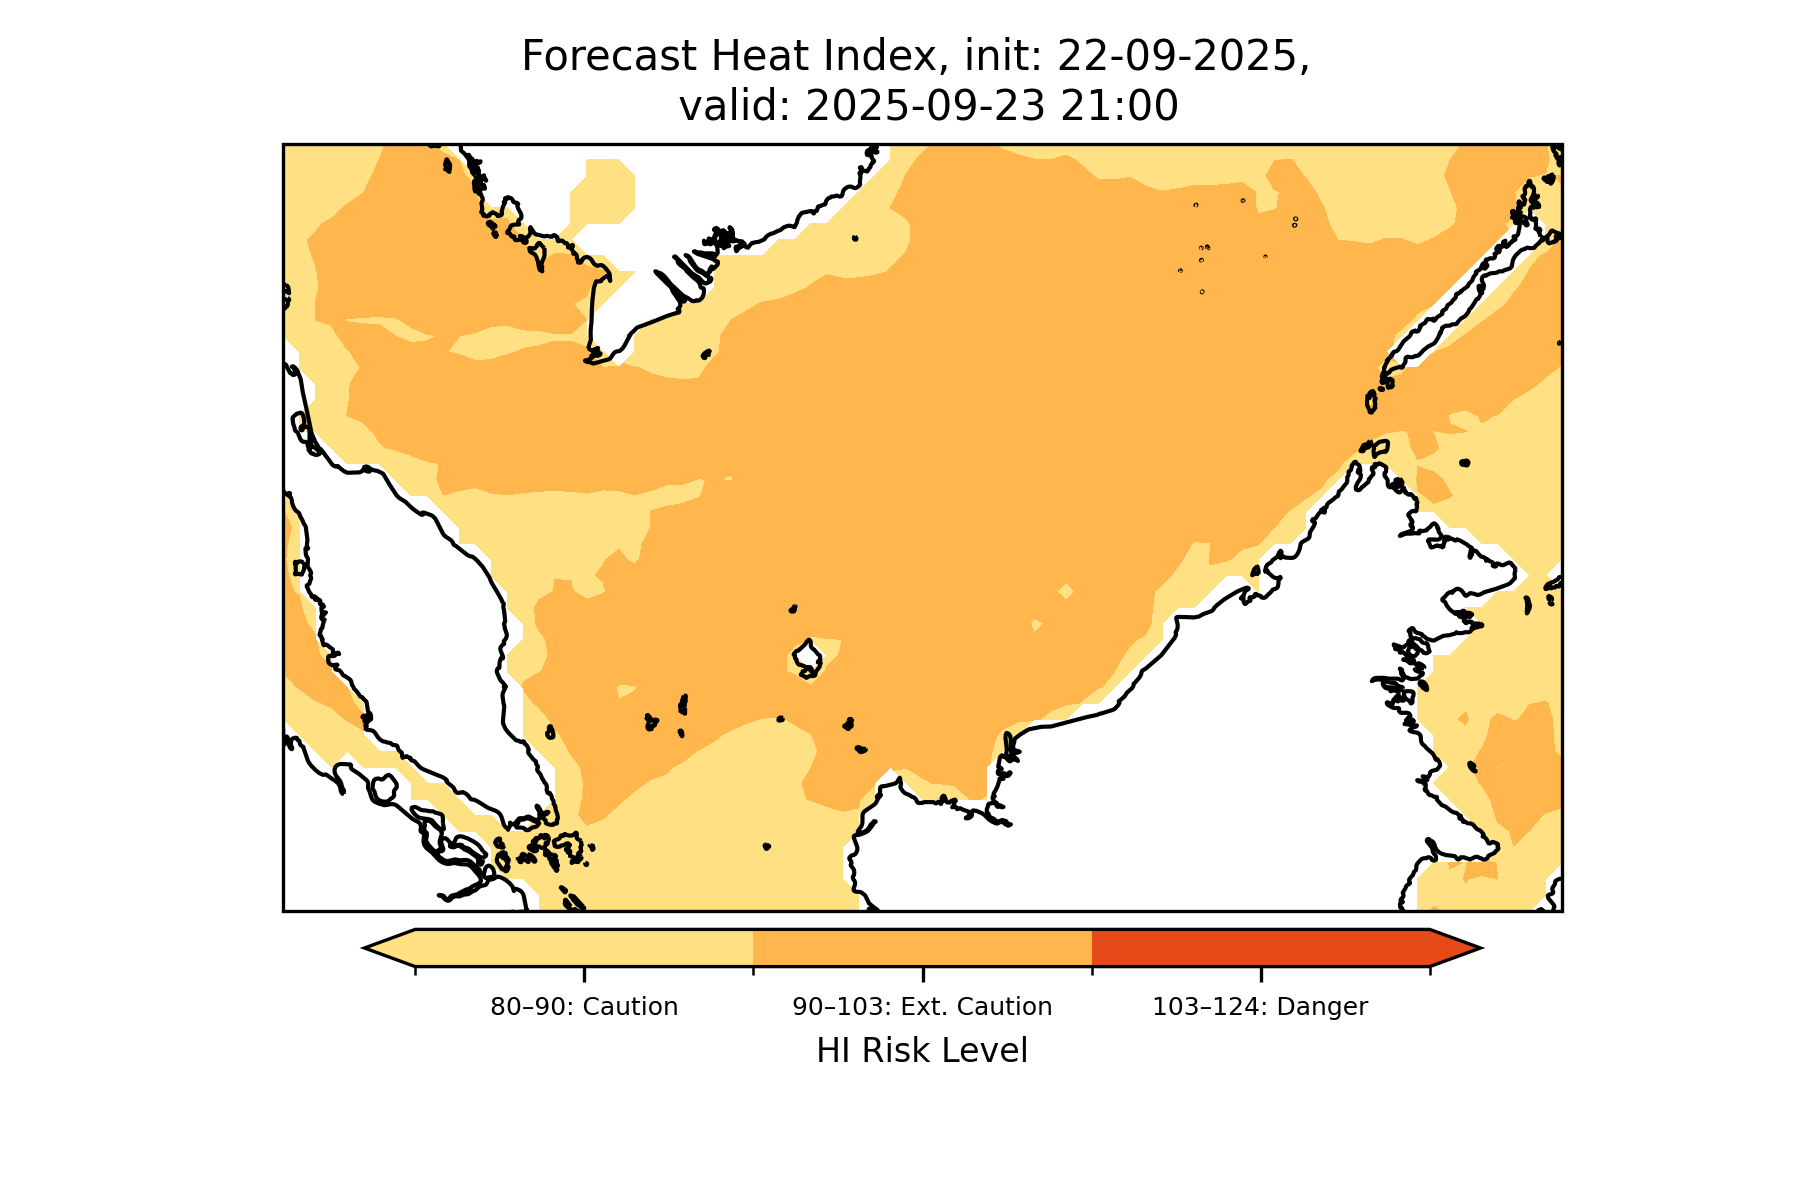 Forecast Heat Index, init: 22-09-2025,
valid: 2025-09-23 21:00
80–90: Caution
90–103: Ext. Caution
103–124: Danger
HI Risk Level